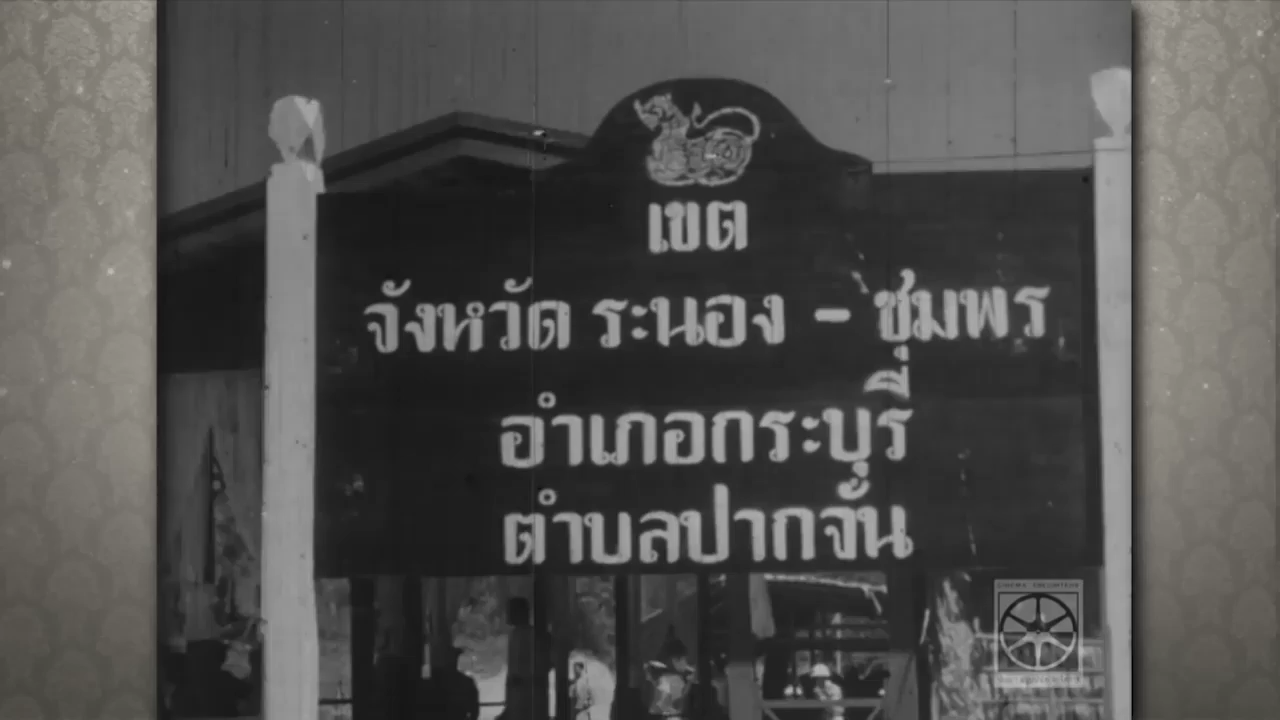 เขต
จังหวัด ระนอง - ชุมพร
อำเภอกระบุรี่
ตำบลปากจั่น